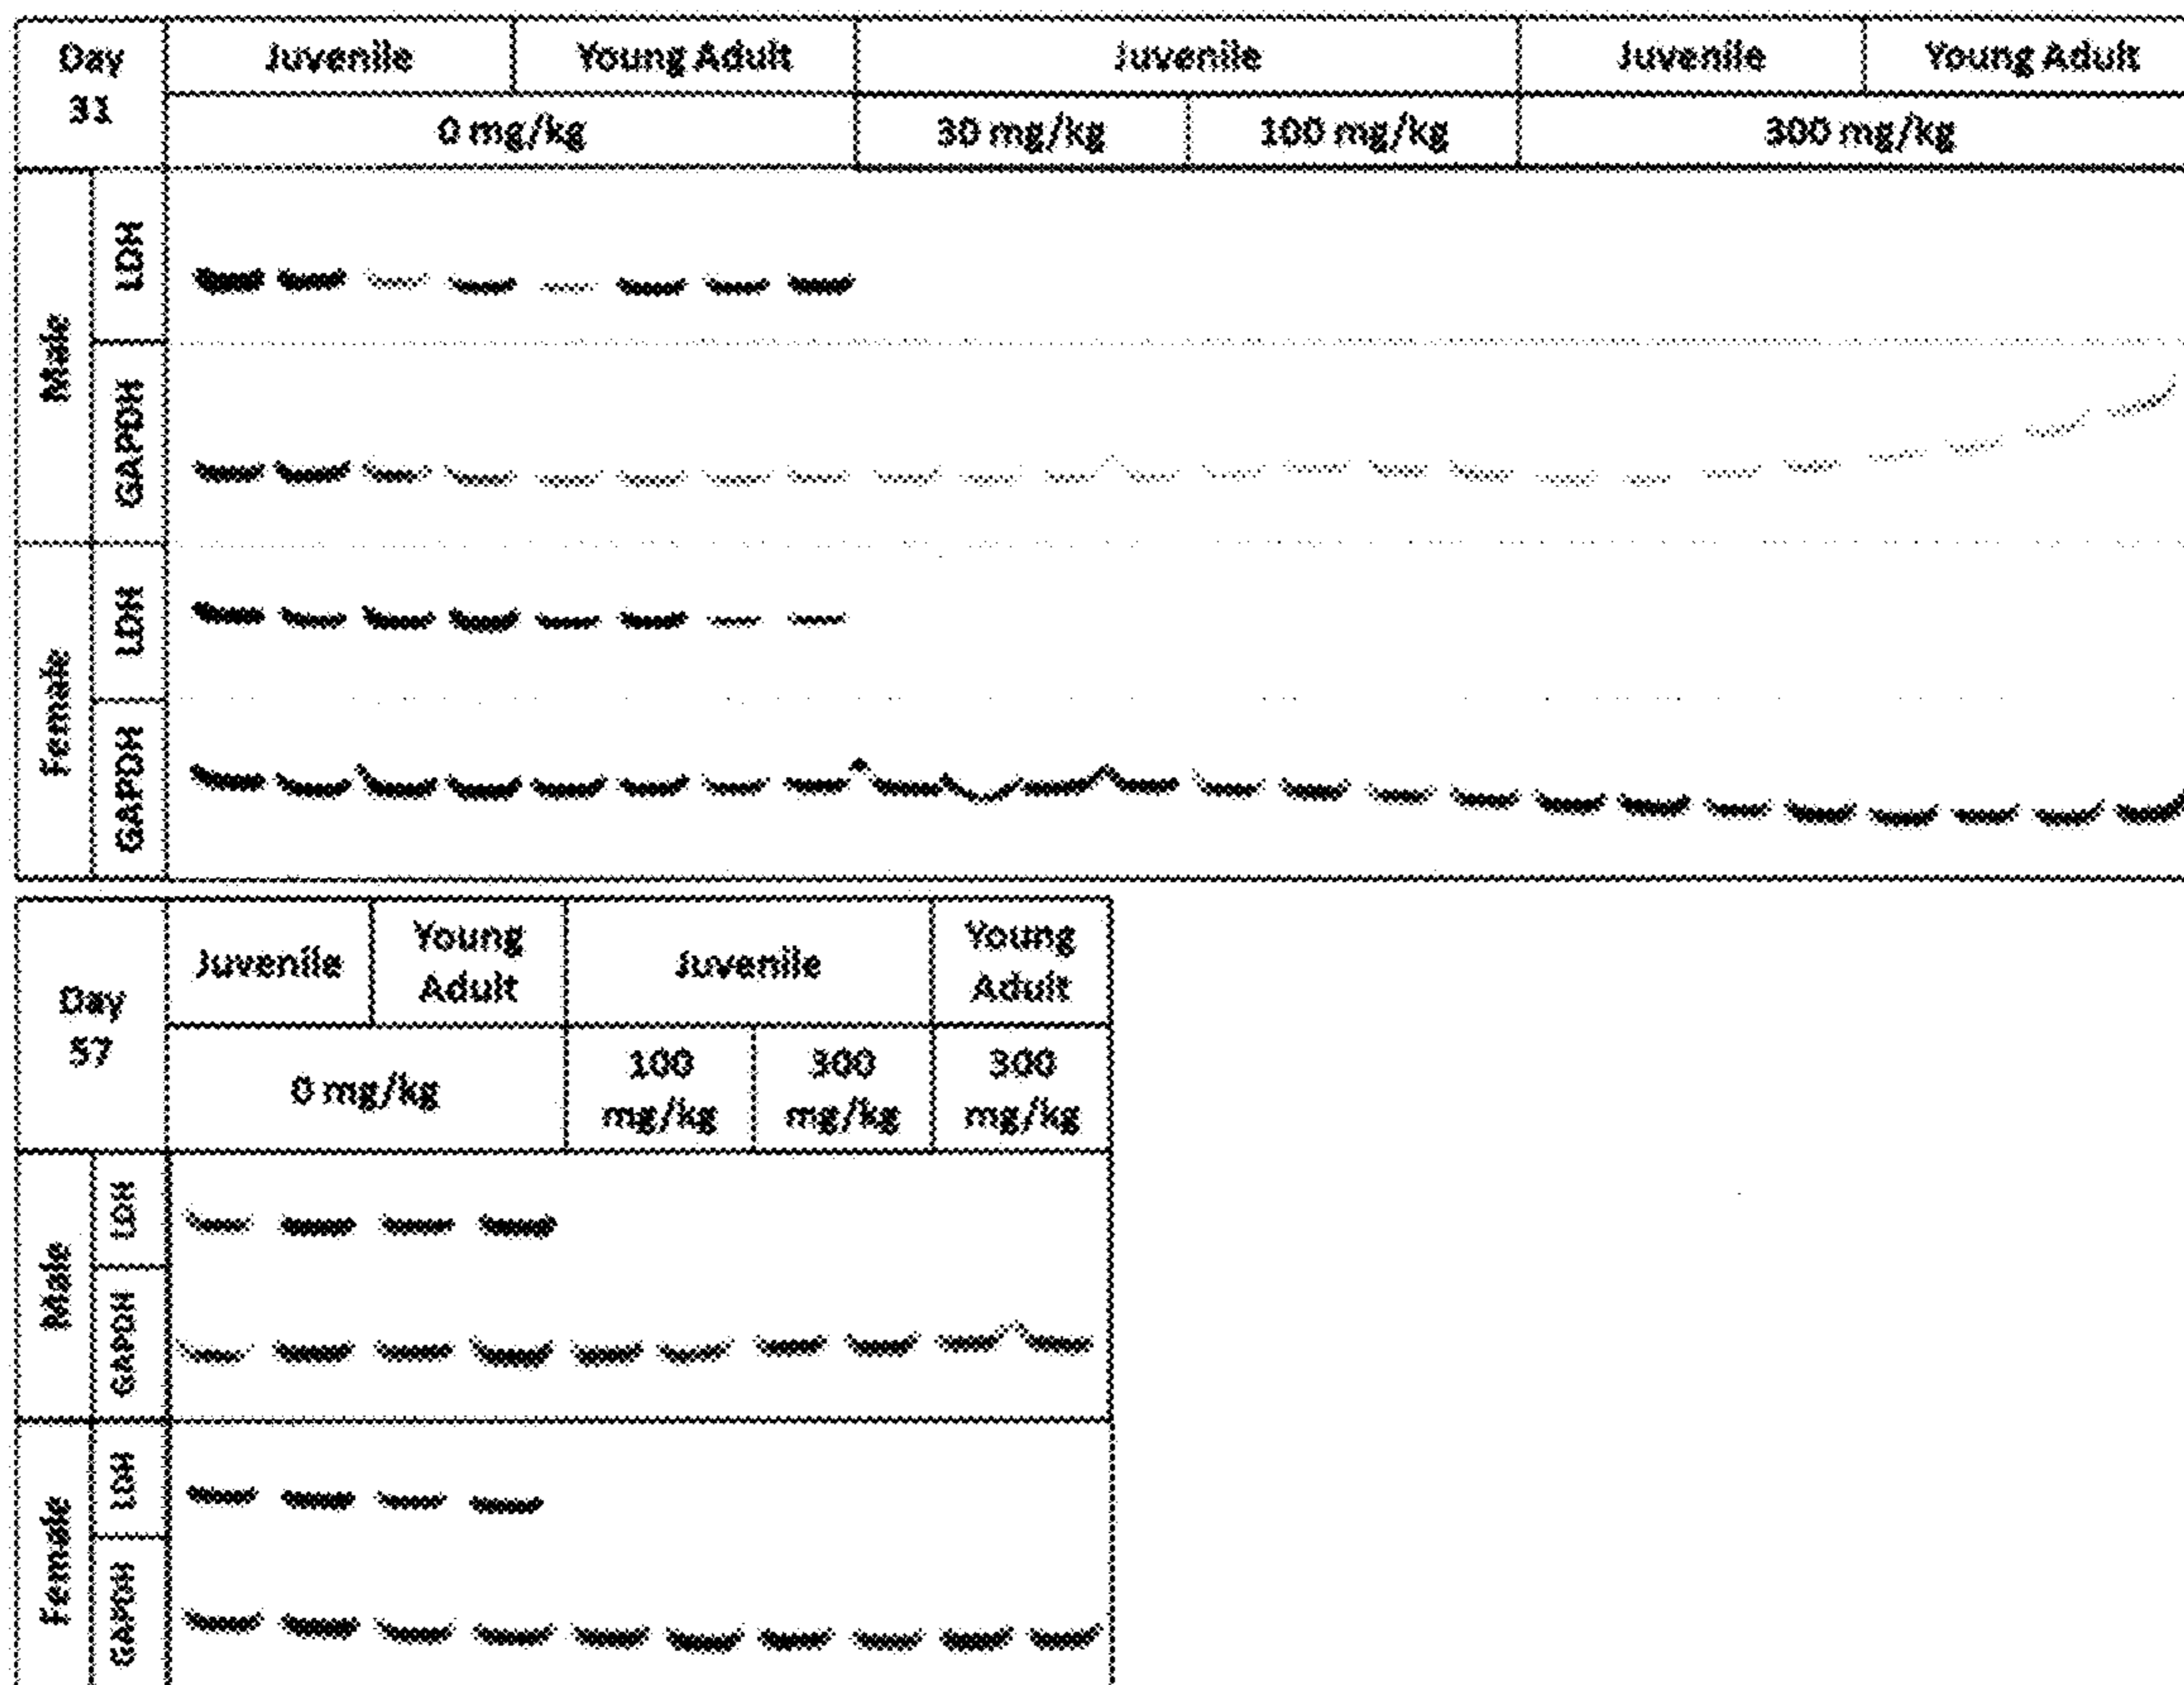 Day
31
Juvenile
Young Adult
Juvenile
Juvenile
Young Adult
0 mg/kg
30 mg/kg
100 mg/kg
300 mg/kg
Male
LDH
GAPDH
Female
LDH
GAPDH
Day
57
Juvenile
Young
Adult
Juvenile
Young
Adult
0 mg/kg
100
mg/kg
300
mg/kg
300
mg/kg
Male
LDH
GAPDH
Female
LDH
GAPDH